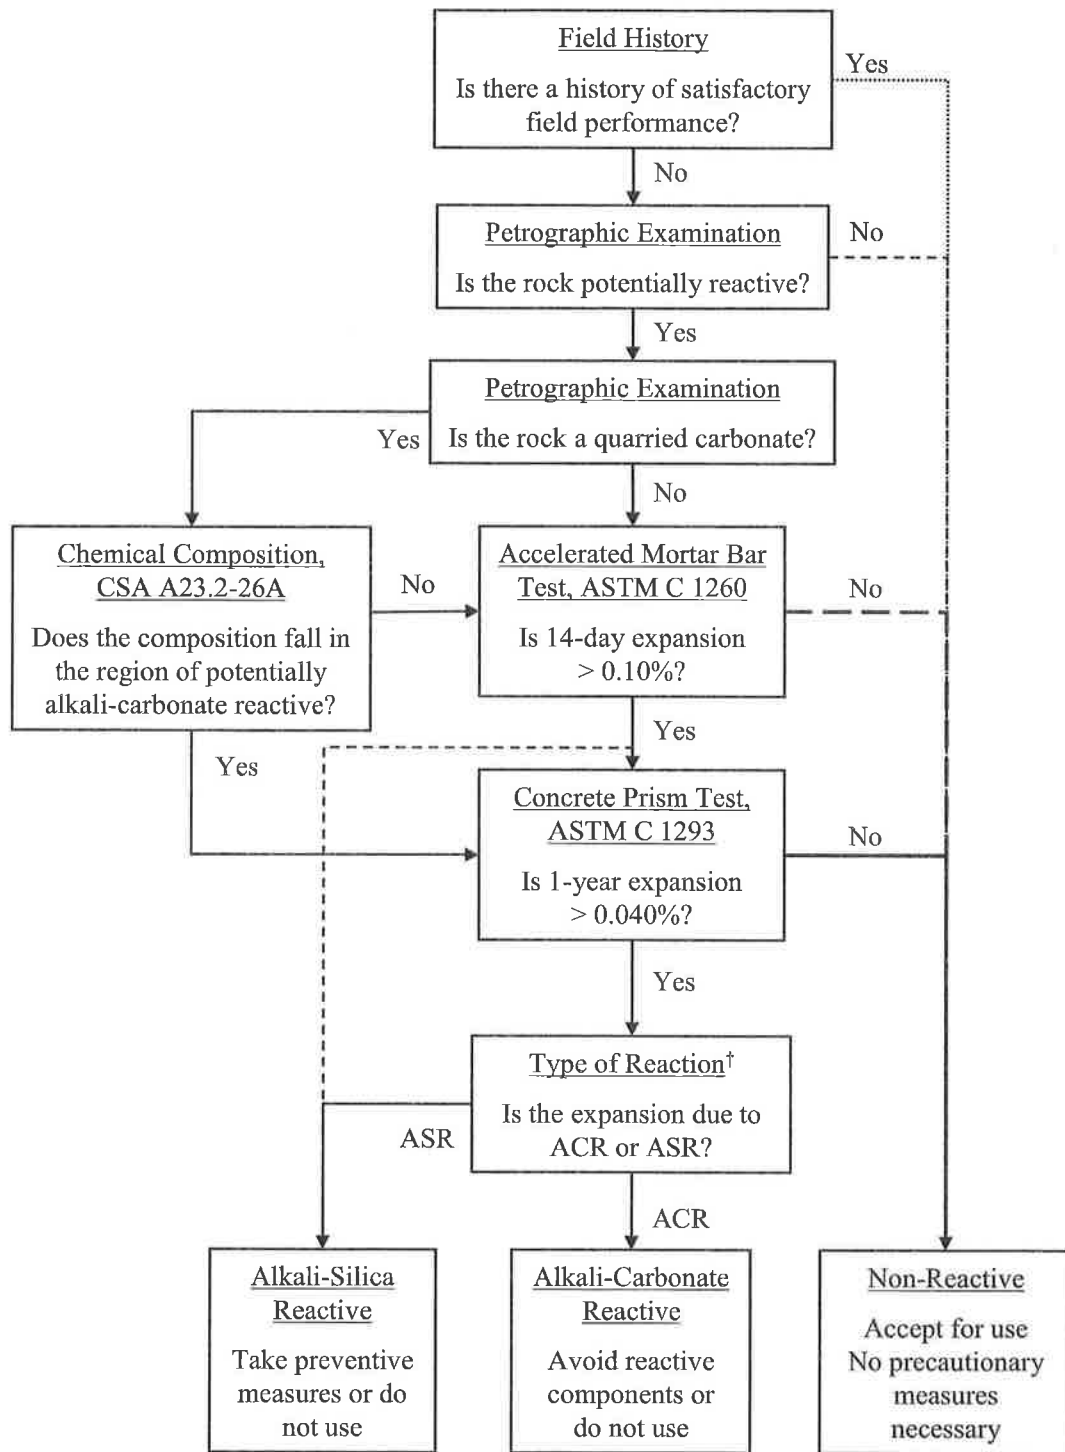 Field History
Is there a history of satisfactory
field performance?
Yes
No
Petrographic Examination
Is the rock potentially reactive?
No
Yes
Petrographic Examination
Is the rock a quarried carbonate?
Yes
No
Chemical Composition,
CSA A23.2-26A
Does the composition fall in
the region of potentially
alkali-carbonate reactive?
No
Accelerated Mortar Bar
Test, ASTM C 1260
Is 14-day expansion
> 0.10%?
No
Yes
Yes
Concrete Prism Test,
ASTM C 1293
Is 1-year expansion
> 0.040%?
No
Yes
Type of Reaction†
Is the expansion due to
ACR or ASR?
ASR
ACR
Alkali-Silica
Reactive
Take preventive
measures or do
not use
Alkali-Carbonate
Reactive
Avoid reactive
components or
do not use
Non-Reactive
Accept for use
No precautionary
measures
necessary